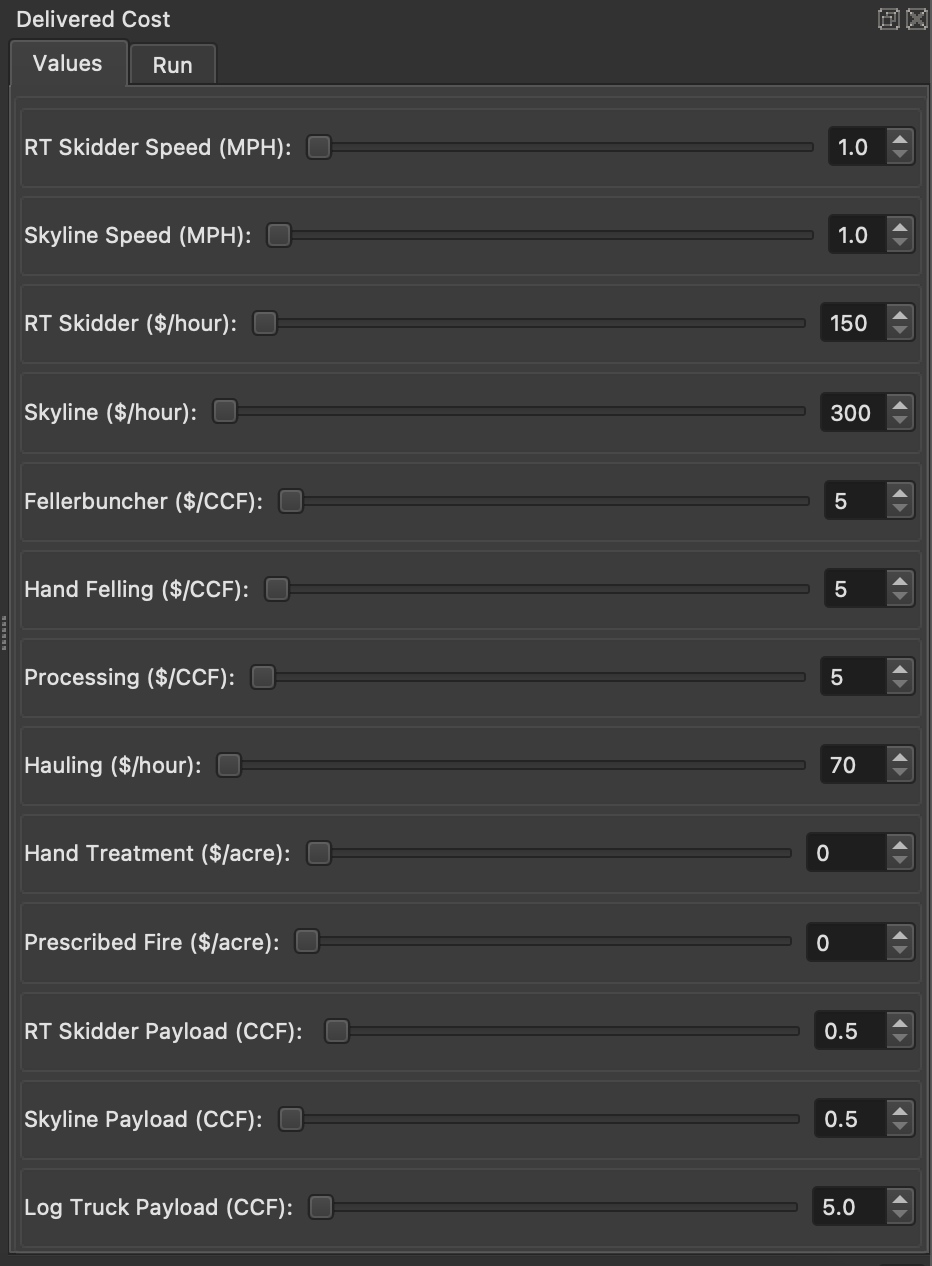 Delivered Cost
Values Run
RT Skidder Speed (MPH): 1.0
Skyline Speed (MPH): 1.0
RT Skidder ($/hour): 150
Skyline ($/hour): 300
Fellerbuncher ($/CCF): 5
Hand Felling ($/CCF): 5
Processing ($/CCF): 5
Hauling ($/hour): 70
Hand Treatment ($/acre): 0
Prescribed Fire ($/acre): 0
RT Skidder Payload (CCF): 0.5
Skyline Payload (CCF): 0.5
Log Truck Payload (CCF): 5.0